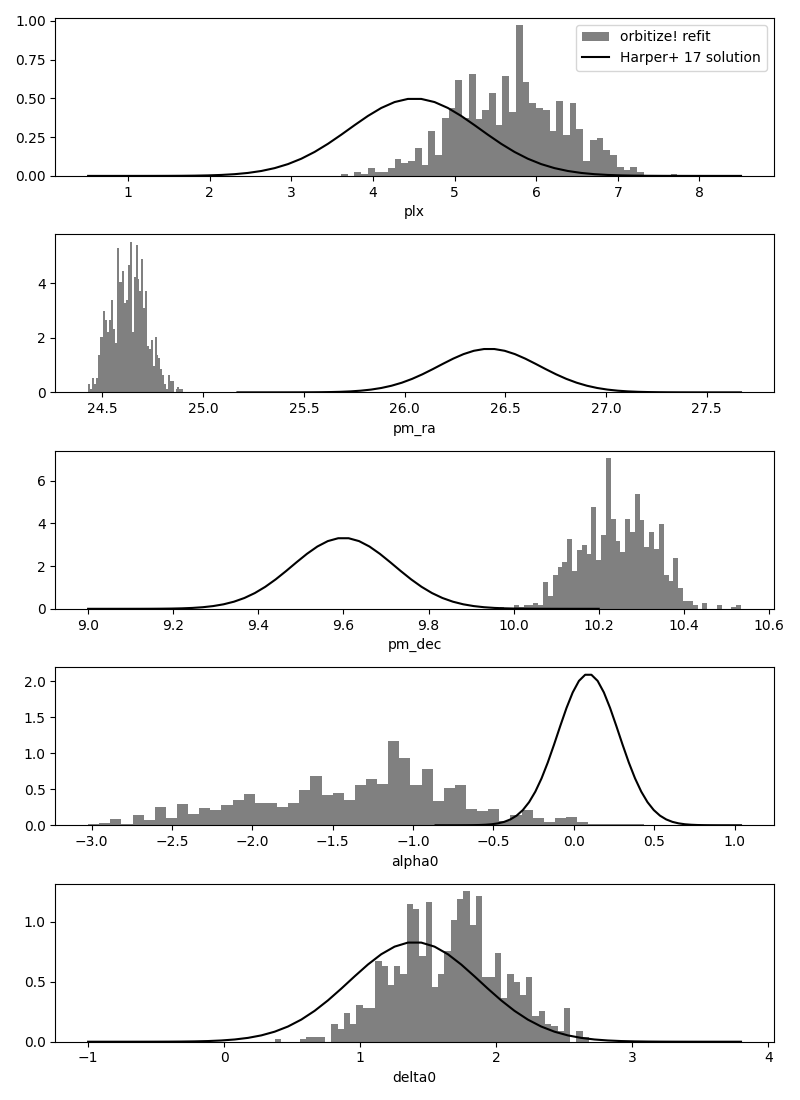 1.00
0.75
0.50
0.25
0.00
orbitize! refit
Harper+ 17 solution
1 2 3 4 5 6 7 8
plx
4
2
0
24.5 25.0 25.5 26.0 26.5 27.0 27.5
pm_ra
6
4
2
0
9.0 9.2 9.4 9.6 9.8 10.0 10.2 10.4 10.6
pm_dec
2.0
1.5
1.0
0.5
0.0
−3.0 −2.5 −2.0 −1.5 −1.0 −0.5 0.0 0.5 1.0
alpha0
1.0
0.5
0.0
−1 0 1 2 3 4
delta0